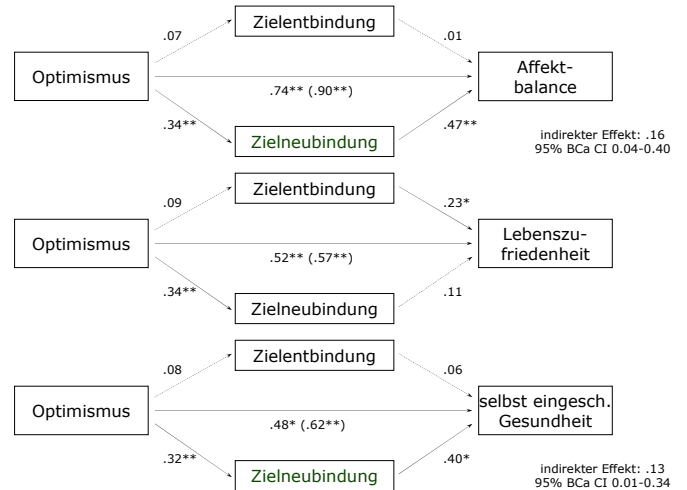 Zielentbindung
.07
.01
Optimismus
Affekt-
balance
.74** (.90**)
.34**
.47**
Zielneubindung
indirekter Effekt: .16
95% BCa CI 0.04-0.40
Zielentbindung
.09
.23*
Optimismus
Lebenszu-
friedenheit
.52** (.57**)
.34**
.11
Zielneubindung
Zielentbindung
.08
.06
Optimismus
selbst eingesch.
Gesundheit
.48* (.62**)
.32**
.40*
Zielneubindung
indirekter Effekt: .13
95% BCa CI 0.01-0.34